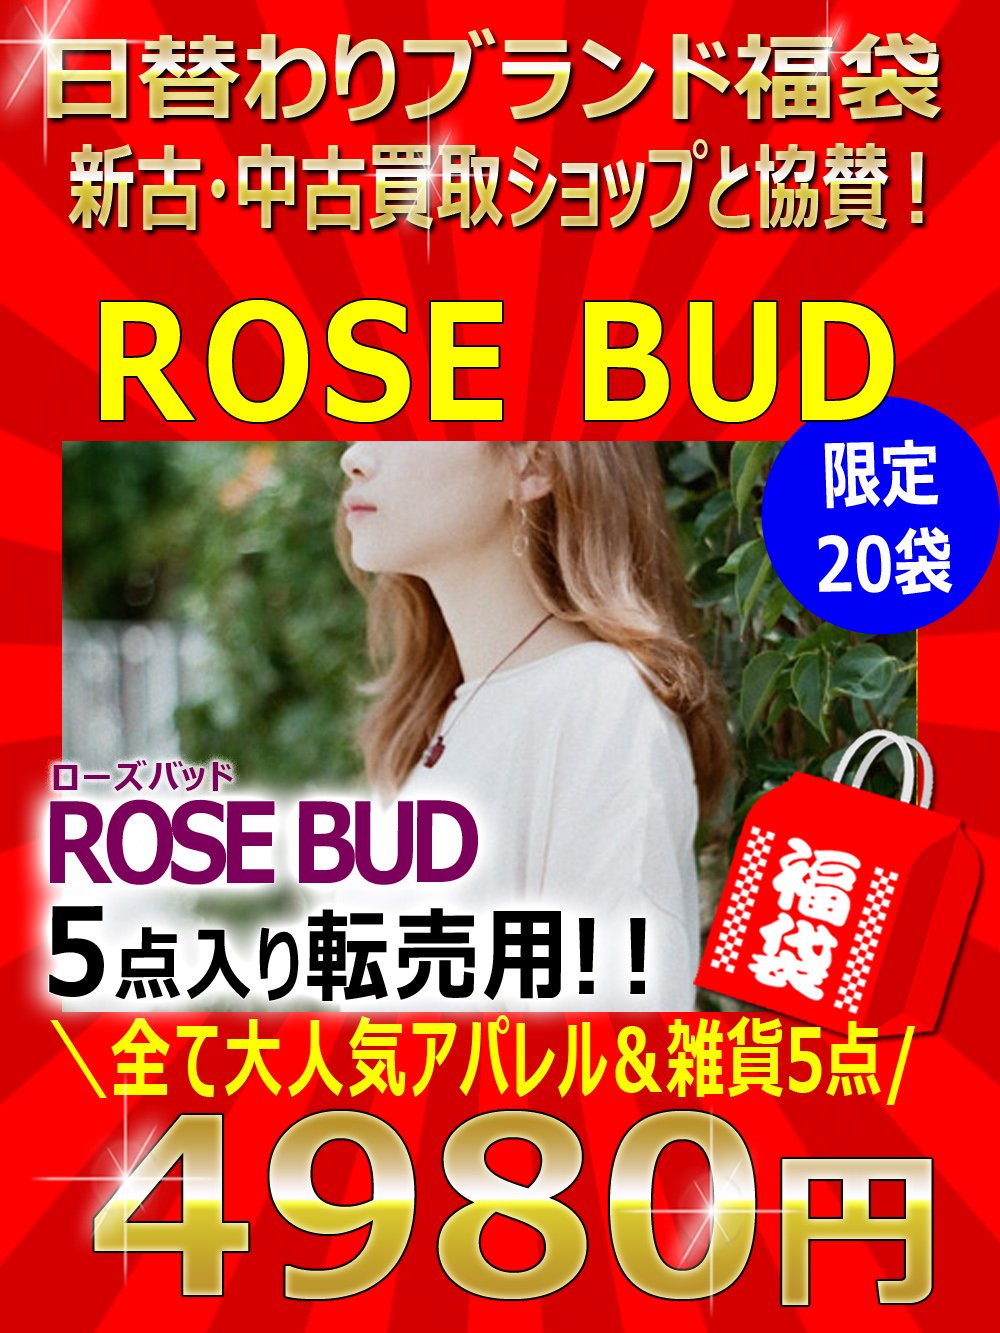 日替わりブランド福袋
新古・中古買取ショップと協賛！
ROSE BUD
限定
20袋
ローズバッド
ROSE BUD
5点入り転売用！！
福袋
＼全て大人気アパレル＆雑貨5点/
4980円